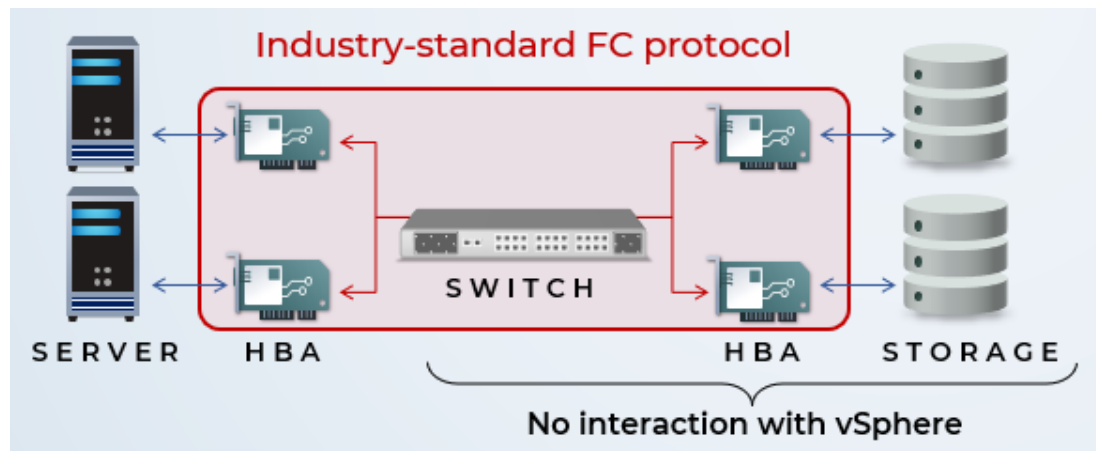 Industry-standard FC protocol
SWITCH
SERVER HBA HBA STORAGE
No interaction with vSphere